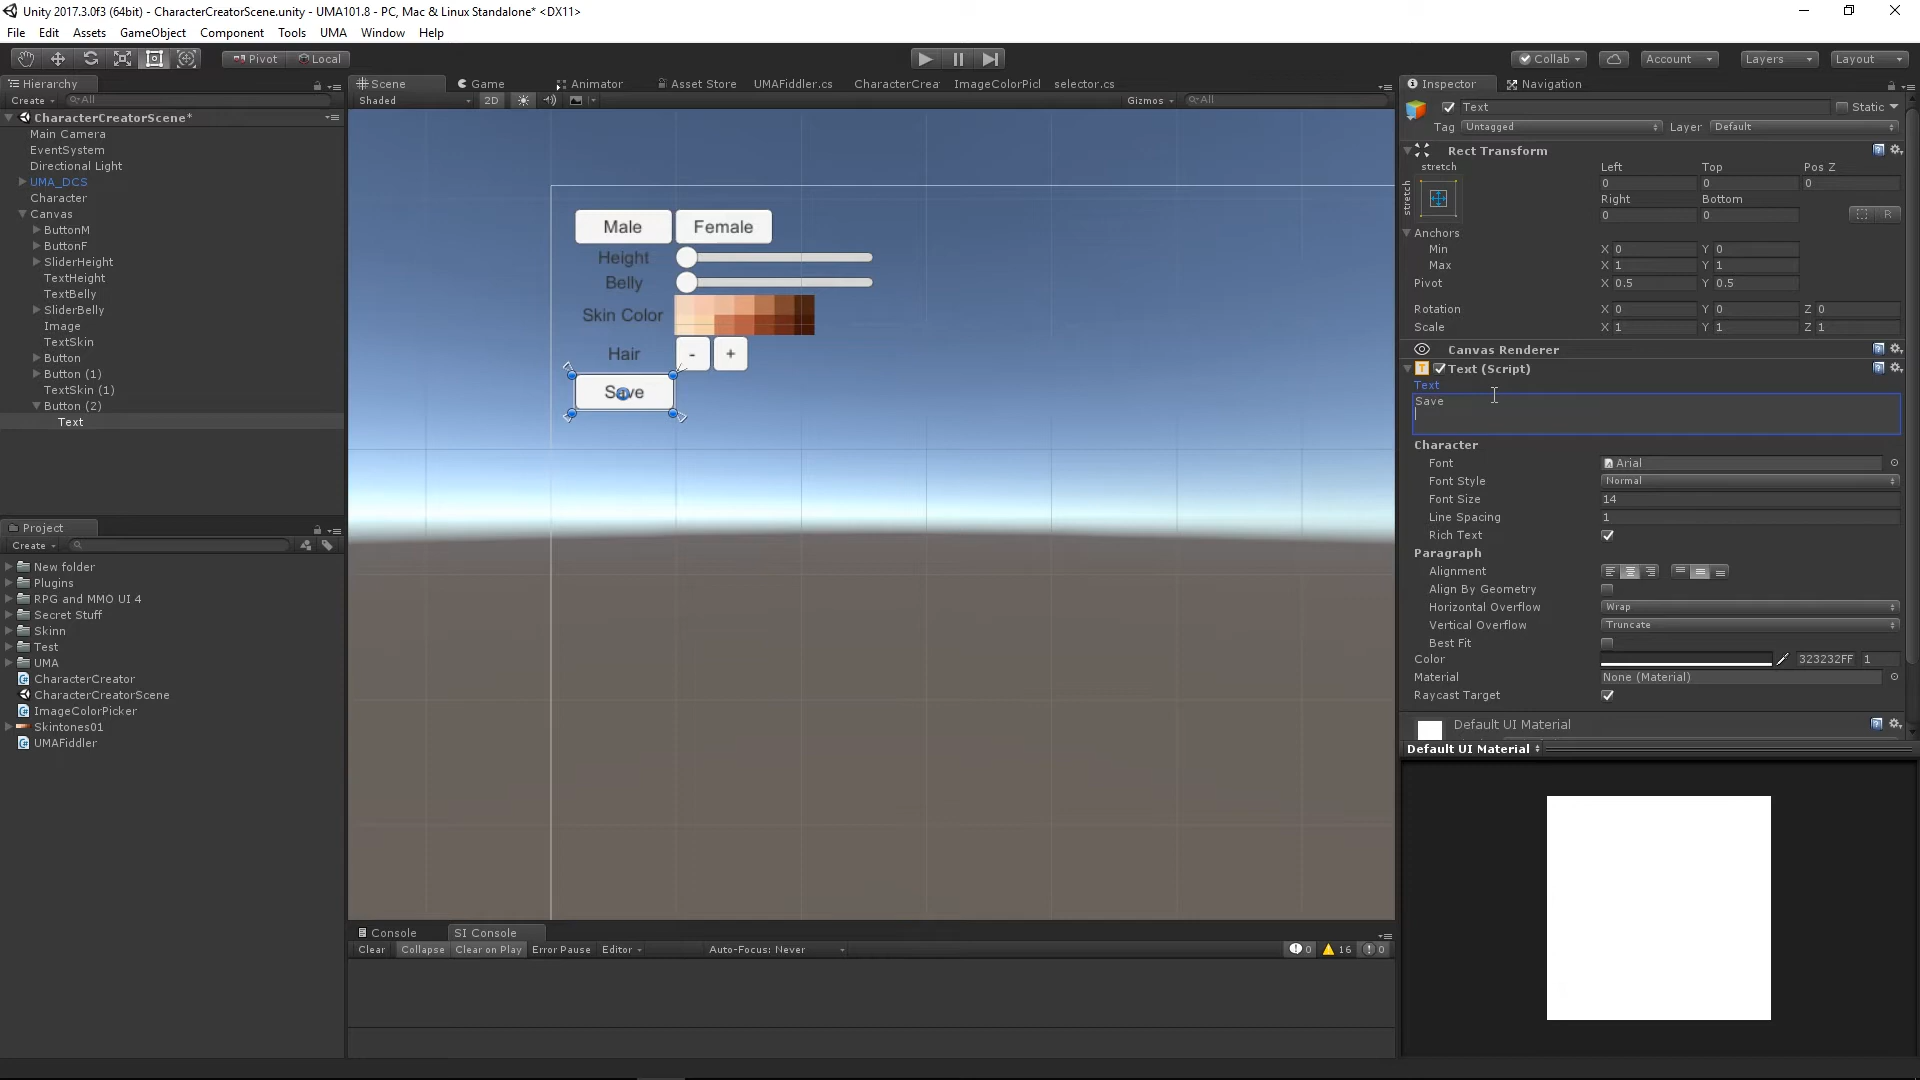 Unity 2017.3.0f3 (64bit) - CharacterCreatorScene.unity - UMA101.8 - PC, Mac & Linux Standalone* <DX11>
File Edit Assets GameObject Component Tools UMA Window Help
Pivot Local Collab Account Layers Layout
Hierarchy
Create All
CharacterCreatorScene*
Main Camera
EventSystem
Directional Light
UMA_DCS
Character
Canvas
ButtonM
ButtonF
SliderHeight
TextHeight
TextBelly
SliderBelly
Image
TextSkin
Button
Button (1)
TextSkin (1)
Button (2)
Text
Project
Create
New folder
Plugins
RPG and MMO UI 4
Secret Stuff
Skinn
Test
UMA
CharacterCreator
CharacterCreatorScene
ImageColorPicker
Skintones01
UMAFiddler
Scene Game Animator Asset Store UMAFiddler.cs CharacterCrea ImageColorPicl selector.cs
Shaded 2D Gizmos All
Male Female
Height
Belly
Skin Color
Hair - +
Save
Console SI Console
Clear Collapse Clear on Play Error Pause Editor Auto-Focus: Never 0 16 0
Inspector Navigation
Text Static
Tag Untagged Layer Default
Rect Transform
stretch Left Top Pos Z
stretch 0 0 0
Right Bottom
0 0 R
Anchors
Min X 0 Y 0
Max X 1 Y 1
Pivot X 0.5 Y 0.5
Rotation X 0 Y 0 Z 0
Scale X 1 Y 1 Z 1
Canvas Renderer
T Text (Script)
Text
Save
Character
Font Arial
Font Style Normal
Font Size 14
Line Spacing 1
Rich Text
Paragraph
Alignment
Align By Geometry
Horizontal Overflow Wrap
Vertical Overflow Truncate
Best Fit
Color 323232FF 1
Material None (Material)
Raycast Target
Default UI Material
Default UI Material